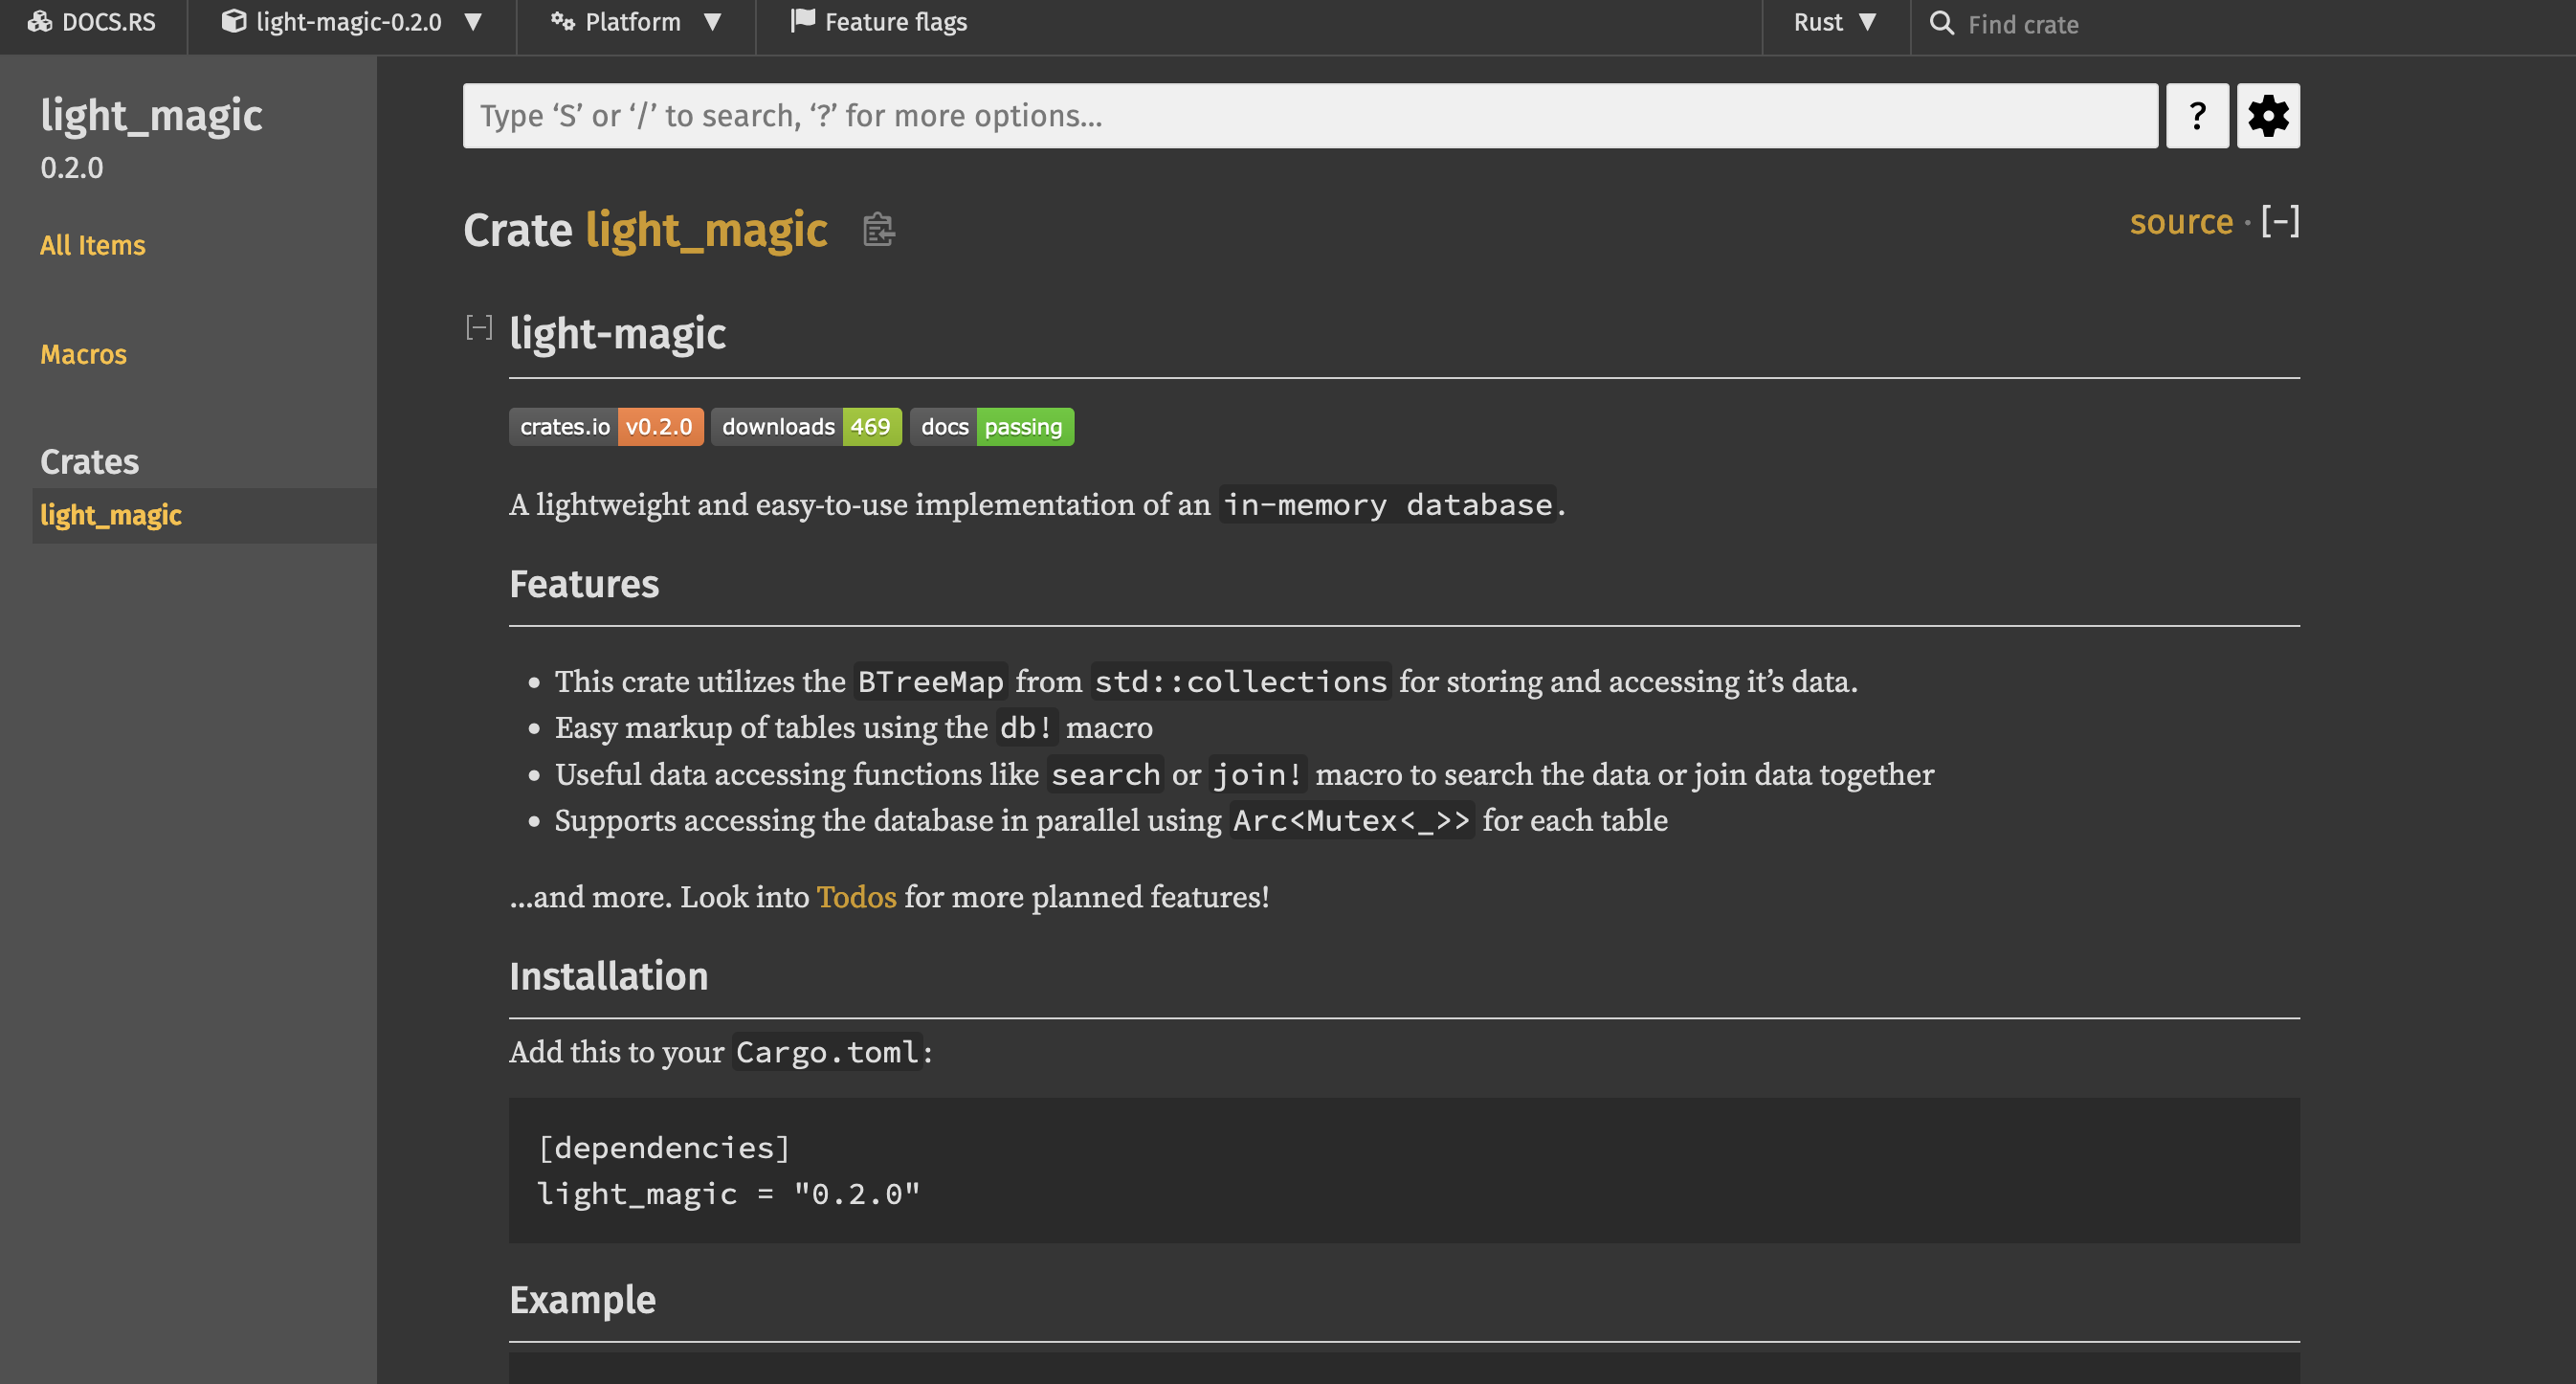 DOCS.RS
light-magic-0.2.0
Platform
Feature flags
Rust
Find crate
light_magic
0.2.0
All Items
Macros
Crates
light_magic
Type ‘S’ or ‘/’ to search, ‘?’ for more options…
?
Crate light_magic
source · [-]
[-] light-magic
crates.io v0.2.0 downloads 469 docs passing
A lightweight and easy-to-use implementation of an in-memory database.
Features
• This crate utilizes the BTreeMap from std::collections for storing and accessing it’s data.
• Easy markup of tables using the db! macro
• Useful data accessing functions like search or join! macro to search the data or join data together
• Supports accessing the database in parallel using Arc<Mutex<_>> for each table
…and more. Look into Todos for more planned features!
Installation
Add this to your Cargo.toml:
[dependencies]
light_magic = "0.2.0"
Example